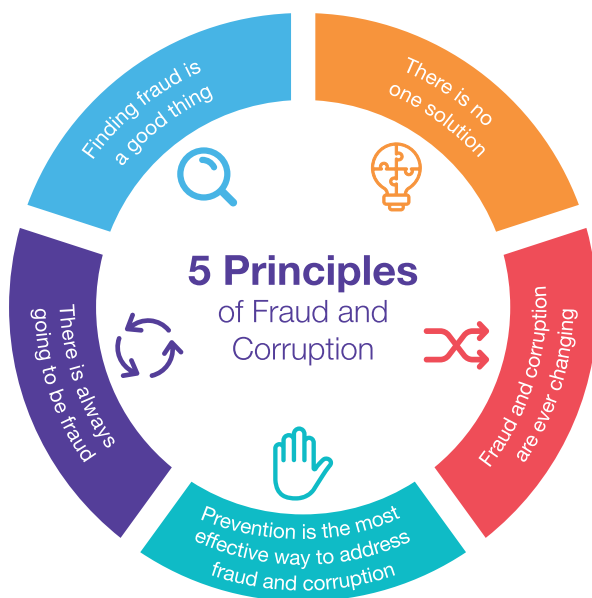 5 Principles
of Fraud and
Corruption
There is no
one solution
Fraud and corruption
are ever changing
Prevention is the most
effective way to address
fraud and corruption
There is always
going to be fraud
Finding fraud is
a good thing